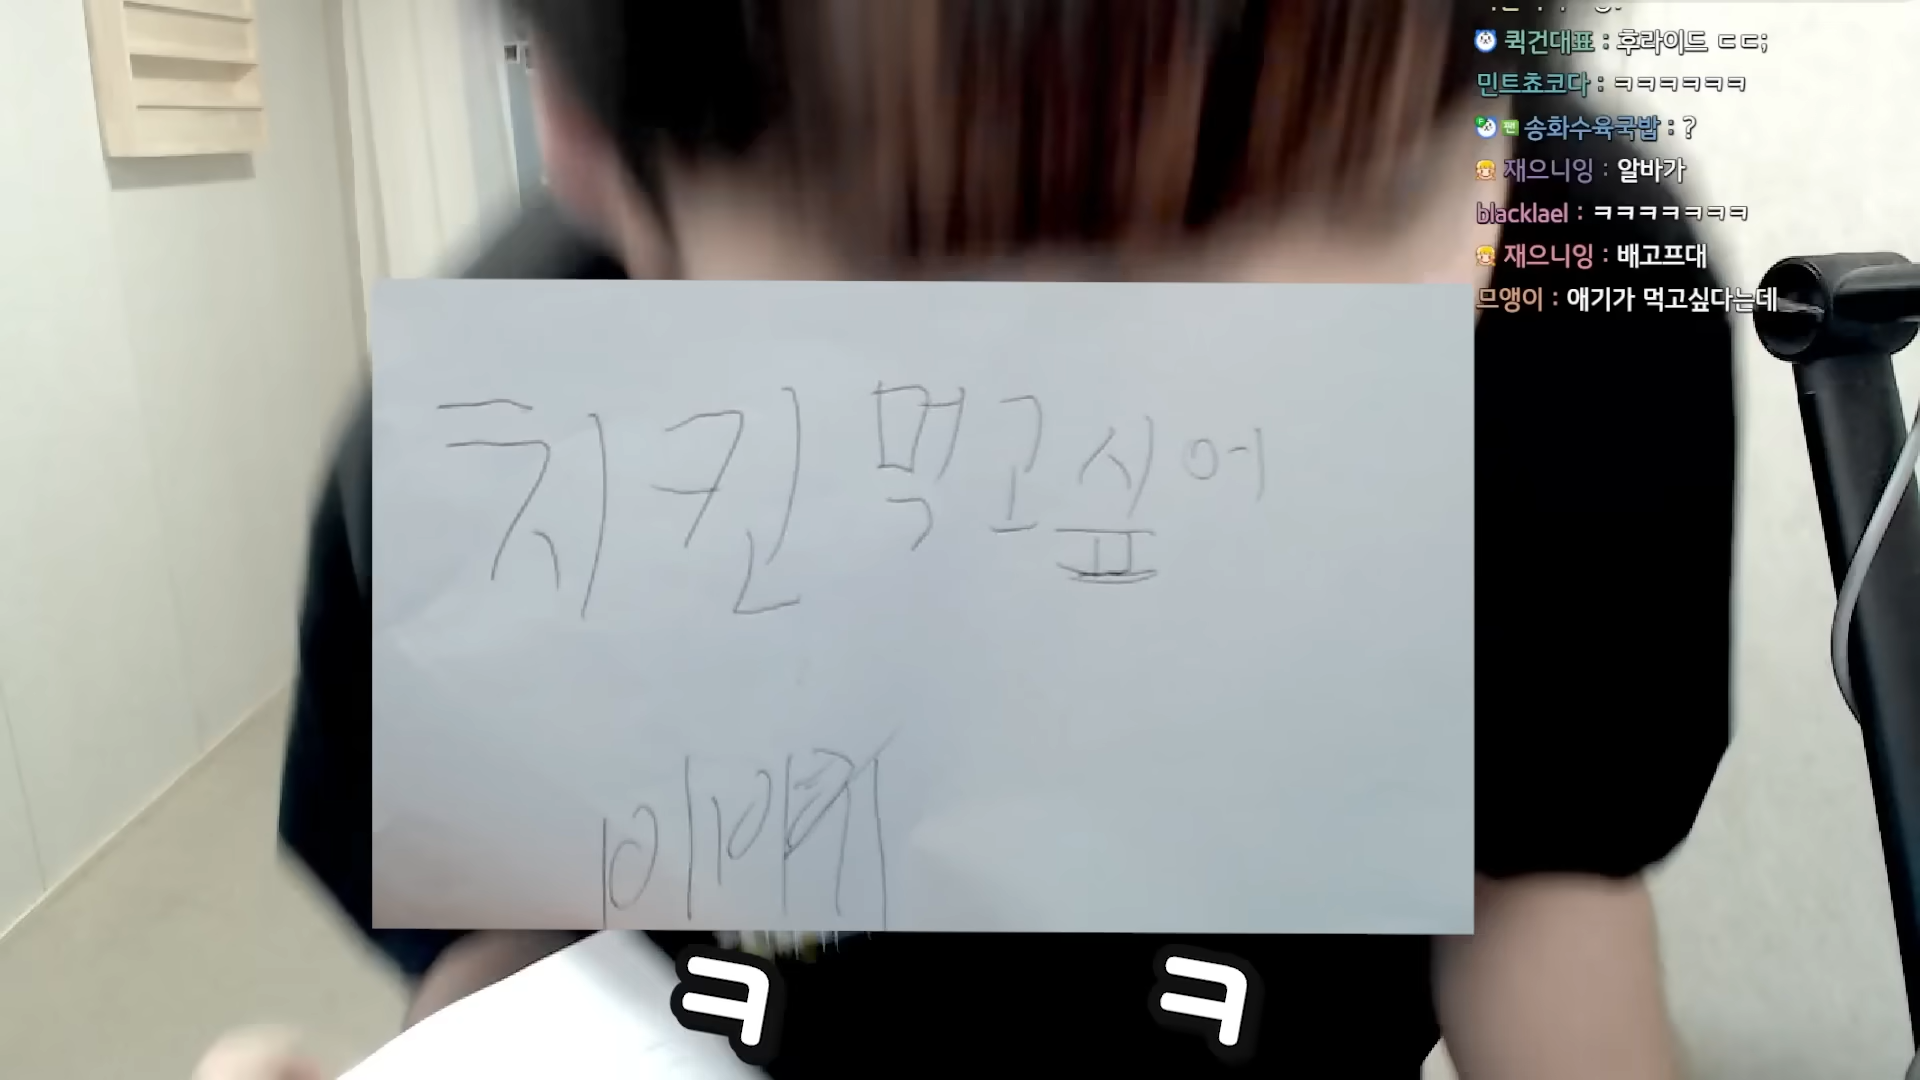 퀵건대표 : 후라이드 ㄷㄷ;
민트쵸코다 : ㅋㅋㅋㅋㅋㅋ
송화수육국밥 : ?
재으니잉 : 알바가
blacklael : ㅋㅋㅋㅋㅋㅋㅋ
재으니잉 : 배고프대
므앵이 : 애기가 먹고싶다는데
치킨 먹고싶어
ㅋ ㅋ